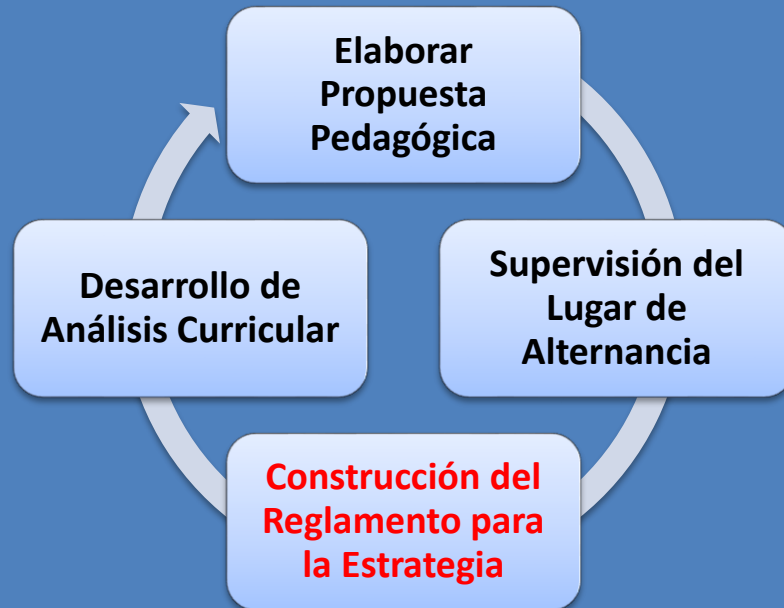 Elaborar
Propuesta
Pedagógica
Supervisión del
Lugar de
Alternancia
Construcción del
Reglamento para
la Estrategia
Desarrollo de
Análisis Curricular